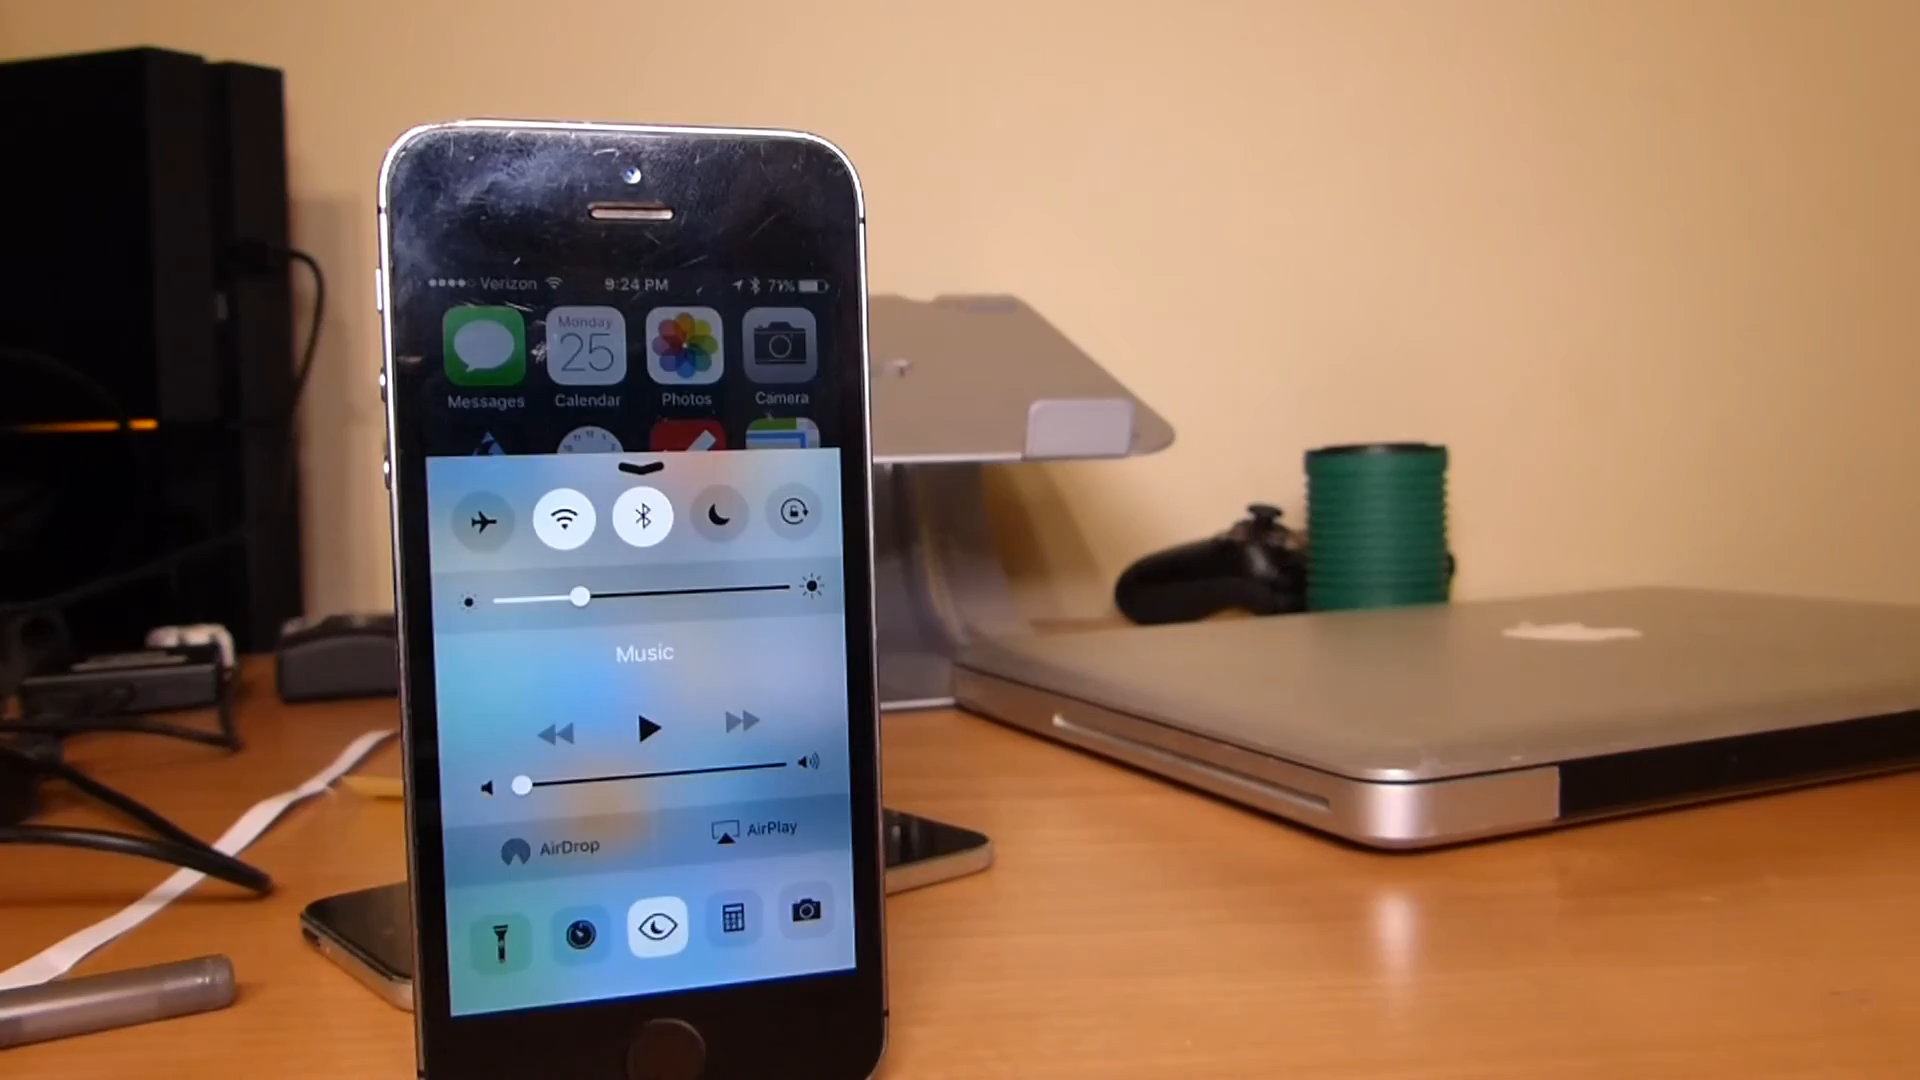 Verizon 9:24 PM 71%
Monday
25
Messages Calendar Photos Camera
Music
AirDrop AirPlay